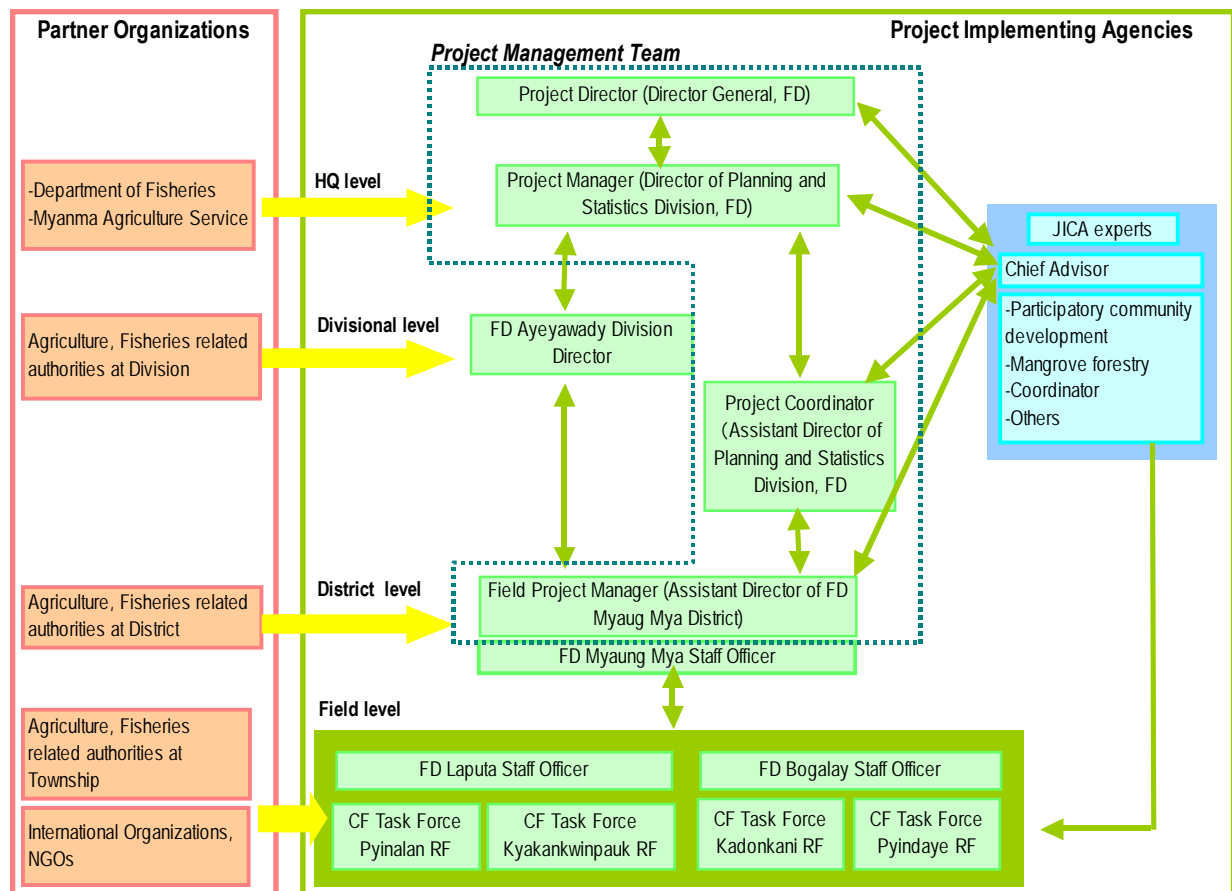 Partner Organizations
Project Implementing Agencies
Project Management Team
Project Director (Director General, FD)
HQ level
-Department of Fisheries
-Myanma Agriculture Service
Project Manager (Director of Planning and
Statistics Division, FD)
JICA experts
Chief Advisor
-Participatory community
development
-Mangrove forestry
-Coordinator
-Others
Divisional level
Agriculture, Fisheries related
authorities at Division
FD Ayeyawady Division
Director
Project Coordinator
(Assistant Director of
Planning and Statistics
Division, FD
District level
Agriculture, Fisheries related
authorities at District
Field Project Manager (Assistant Director of FD
Myaug Mya District)
FD Myaung Mya Staff Officer
Field level
Agriculture, Fisheries
related authorities at
Township
International Organizations,
NGOs
FD Laputa Staff Officer
FD Bogalay Staff Officer
CF Task Force
Pyinalan RF
CF Task Force
Kyakankwinpauk RF
CF Task Force
Kadonkani RF
CF Task Force
Pyindaye RF